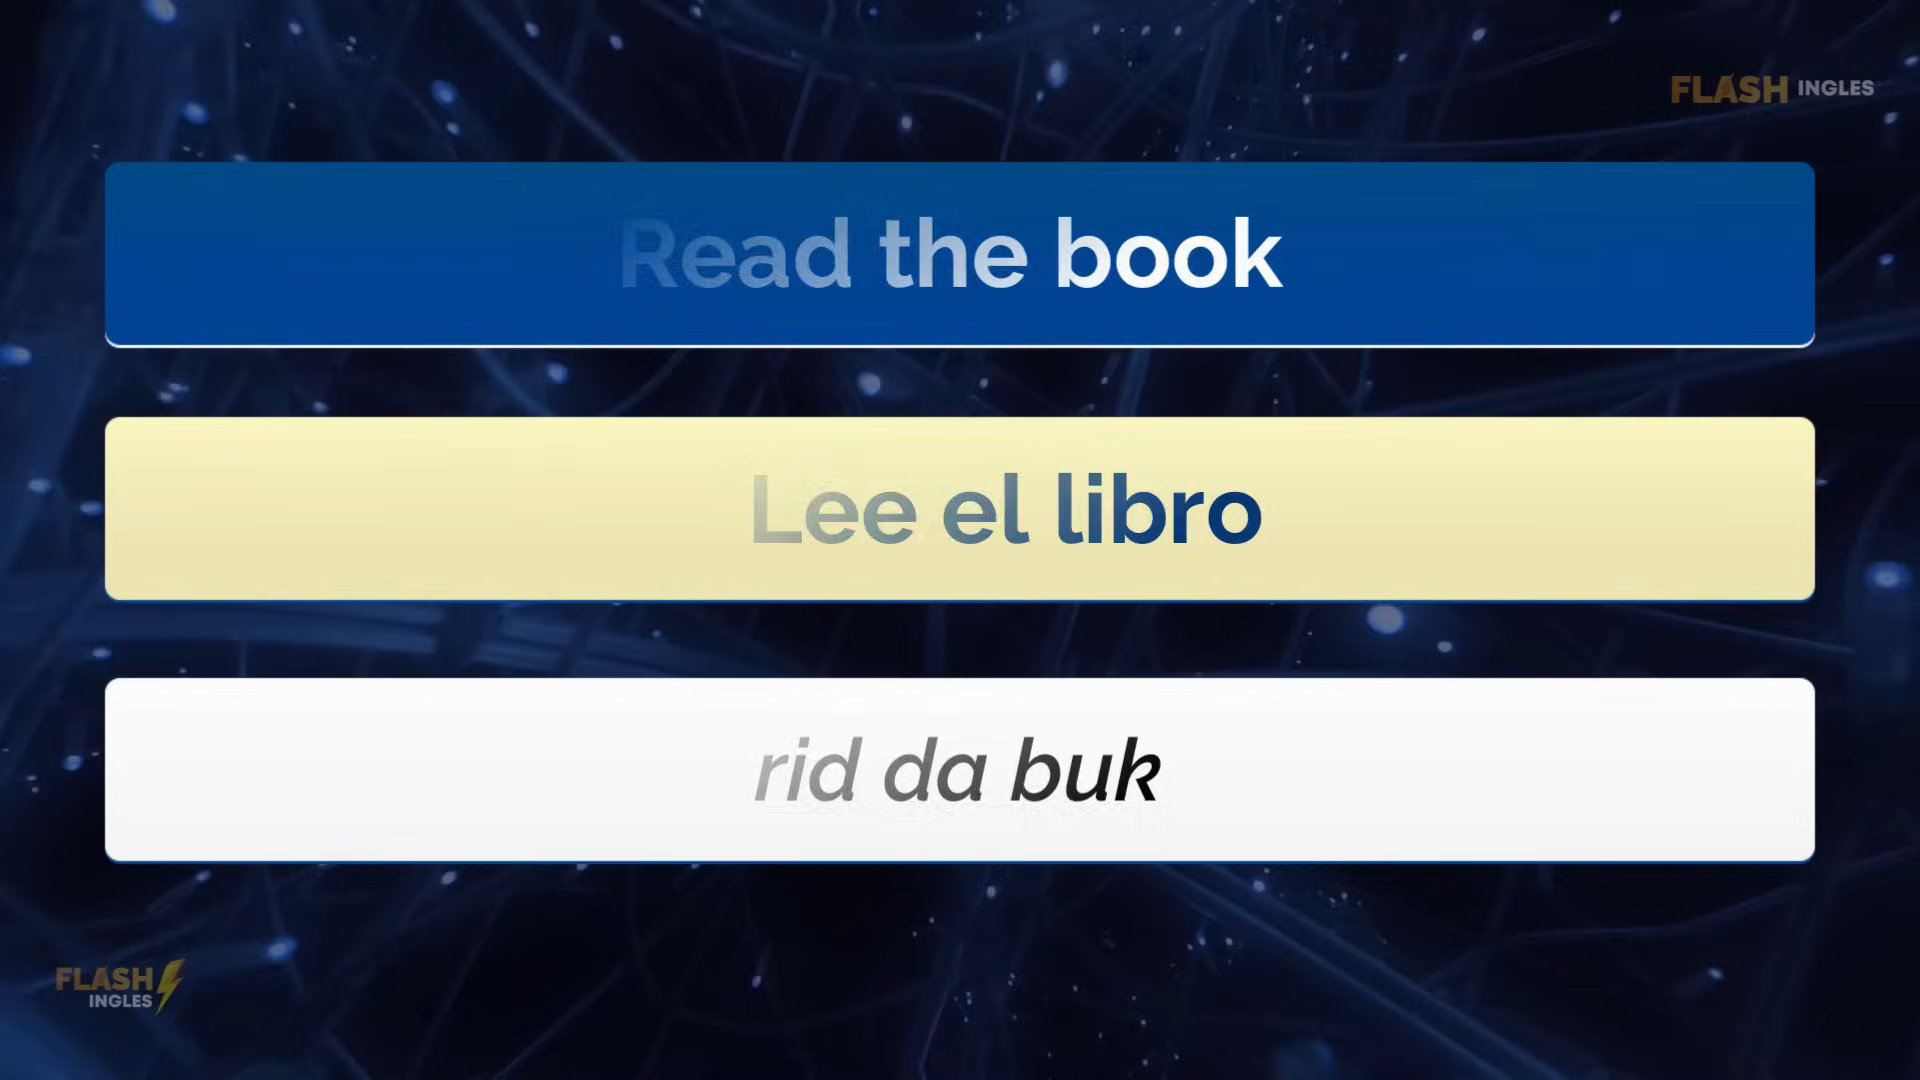 FLASH INGLES
Read the book
Lee el libro
rid da buk
FLASH
INGLES